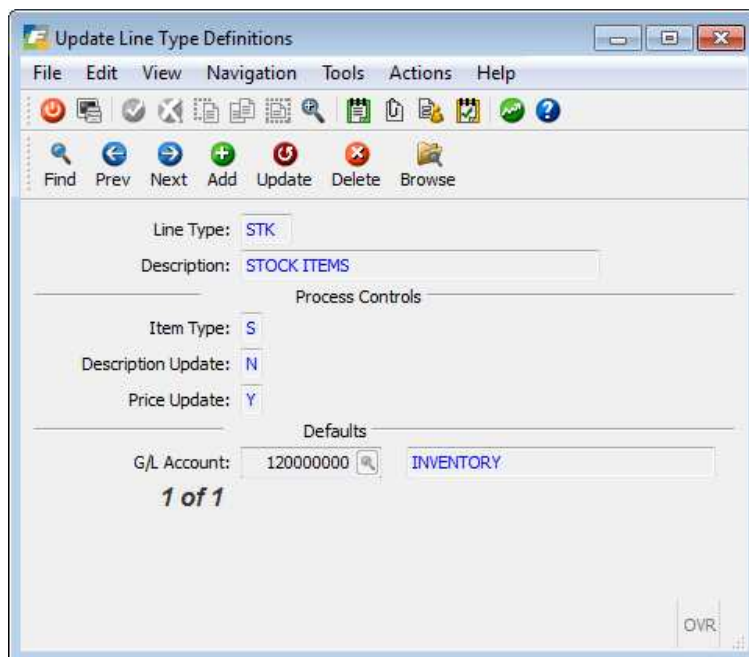 Update Line Type Definitions
File Edit View Navigation Tools Actions Help
Find Prev Next Add Update Delete Browse
Line Type: STK
Description: STOCK ITEMS
Process Controls
Item Type: S
Description Update: N
Price Update: Y
Defaults
G/L Account: 120000000 INVENTORY
1 of 1
OVR